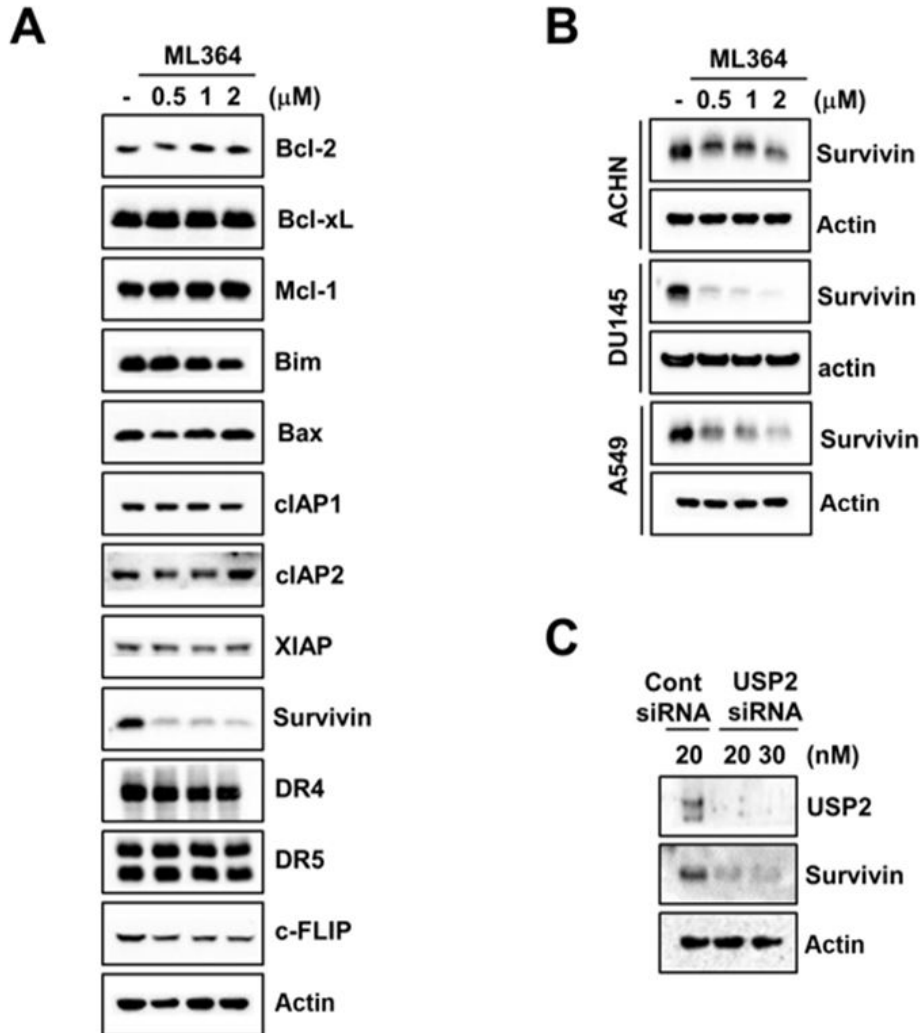 A
ML364
- 0.5 1 2 (μM)
Bcl-2
Bcl-xL
Mcl-1
Bim
Bax
cIAP1
cIAP2
XIAP
Survivin
DR4
DR5
c-FLIP
Actin
B
ML364
- 0.5 1 2 (μM)
ACHN
Survivin
Actin
DU145
Survivin
actin
A549
Survivin
Actin
C
Cont USP2
siRNA siRNA
20 20 30 (nM)
USP2
Survivin
Actin